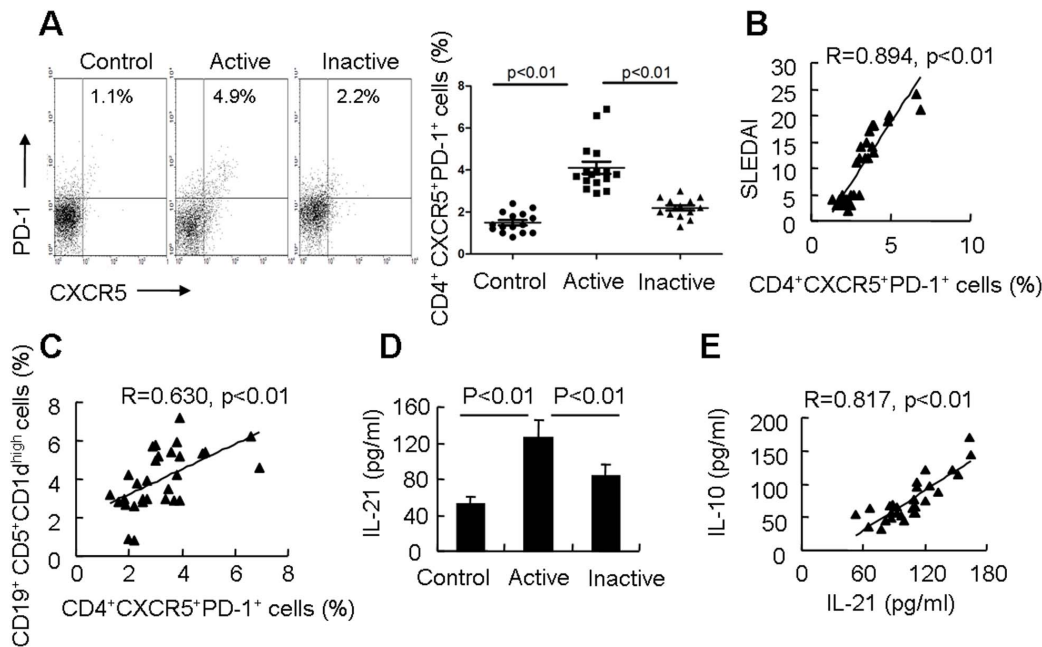 A
Control
Active
Inactive
1.1%
4.9%
2.2%
PD-1
CXCR5
CD4⁺ CXCR5⁺PD-1⁺ cells (%)
p<0.01
p<0.01
8
6
4
2
0
Control
Active
Inactive
B
R=0.894, p<0.01
SLEDAI
30
25
20
15
10
5
0
0
5
10
CD4⁺CXCR5⁺PD-1⁺ cells (%)
C
R=0.630, p<0.01
CD19⁺ CD5⁺CD1dʰⁱᵍʰ cells (%)
8
6
4
2
0
0
2
4
6
8
CD4⁺CXCR5⁺PD-1⁺ cells (%)
D
P<0.01
P<0.01
IL-21 (pg/ml)
160
120
80
40
0
Control
Active
Inactive
E
R=0.817, p<0.01
IL-10 (pg/ml)
200
150
100
50
0
0
60
120
180
IL-21 (pg/ml)